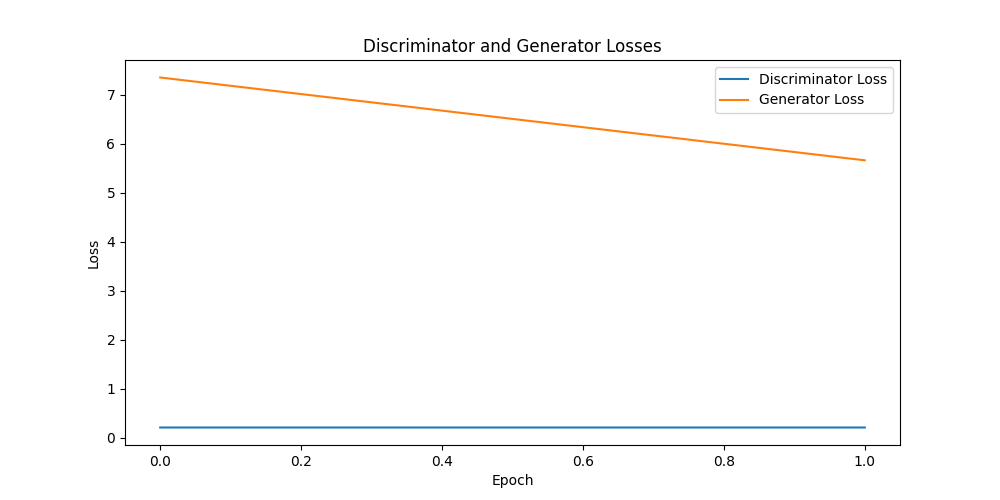 Discriminator and Generator Losses
Discriminator Loss
Generator Loss
7
6
5
4
3
2
1
0
Loss
0.0 0.2 0.4 0.6 0.8 1.0
Epoch